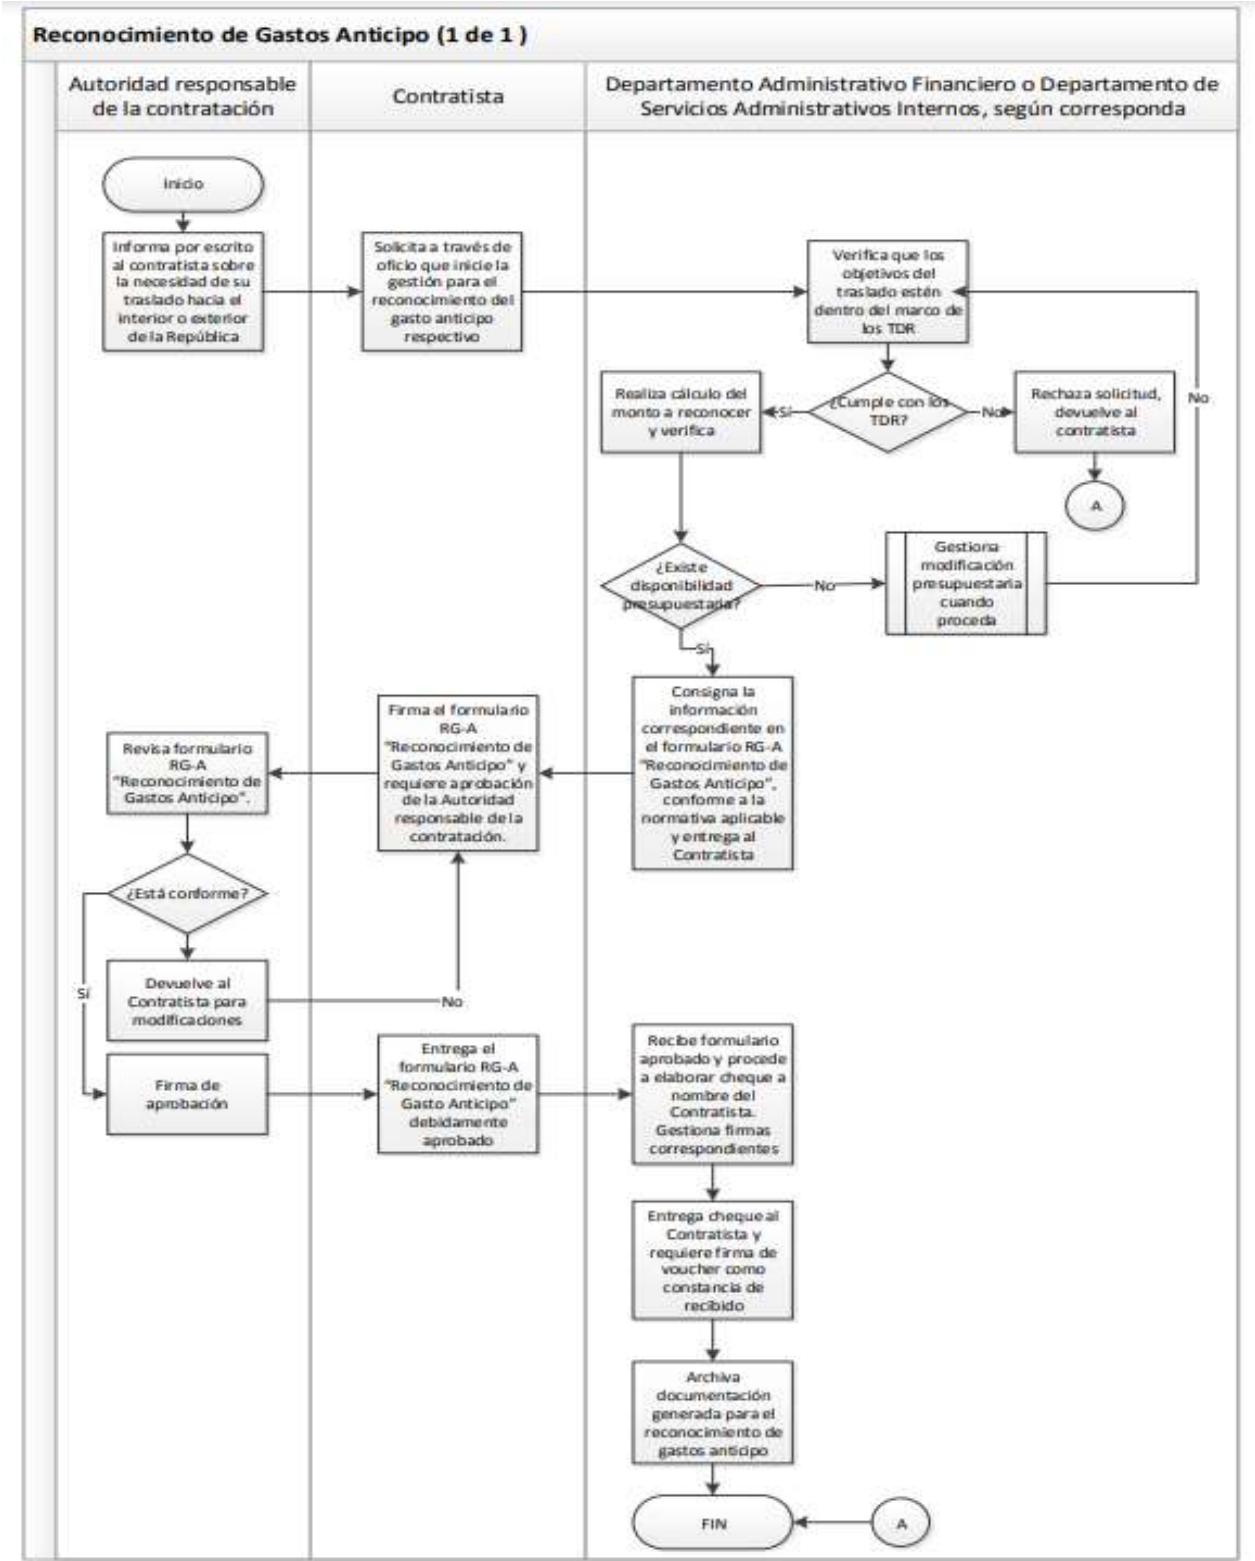 Reconocimiento de Gastos Anticipo (1 de 1 )
Autoridad responsable
de la contratación
Contratista
Departamento Administrativo Financiero o Departamento de
Servicios Administrativos Internos, según corresponda
Inicio
Informa por escrito
al contratista sobre
la necesidad de su
traslado hacia el
interior o exterior
de la República
Solicita a través de
oficio que inicie la
gestión para el
reconocimiento del
gasto anticipo
respectivo
Verifica que los
objetivos del
traslado estén
dentro del marco de
los TDR
¿Cumple con los
TDR?
Sí
No
Realiza cálculo del
monto a reconocer
y verifica
Rechaza solicitud,
devuelve al
contratista
No
A
¿Existe
disponibilidad
presupuestaria?
No
Gestiona
modificación
presupuestaria
cuando
proceda
Sí
Consigna la
información
correspondiente en
el formulario RG-A
"Reconocimiento de
Gastos Anticipo",
conforme a la
normativa aplicable
y entrega al
Contratista
Firma el formulario
RG-A
"Reconocimiento de
Gastos Anticipo" y
requiere aprobación
de la Autoridad
responsable de la
contratación.
Revisa formulario
RG-A
"Reconocimiento de
Gastos Anticipo".
¿Está conforme?
Sí
Devuelve al
Contratista para
modificaciones
No
Firma de
aprobación
Entrega el
formulario RG-A
"Reconocimiento de
Gasto Anticipo"
debidamente
aprobado
Recibe formulario
aprobado y procede
a elaborar cheque a
nombre del
Contratista.
Gestiona firmas
correspondientes
Entrega cheque al
Contratista y
requiere firma de
voucher como
constancia de
recibido
Archiva
documentación
generada para el
reconocimiento de
gastos anticipo
FIN
A